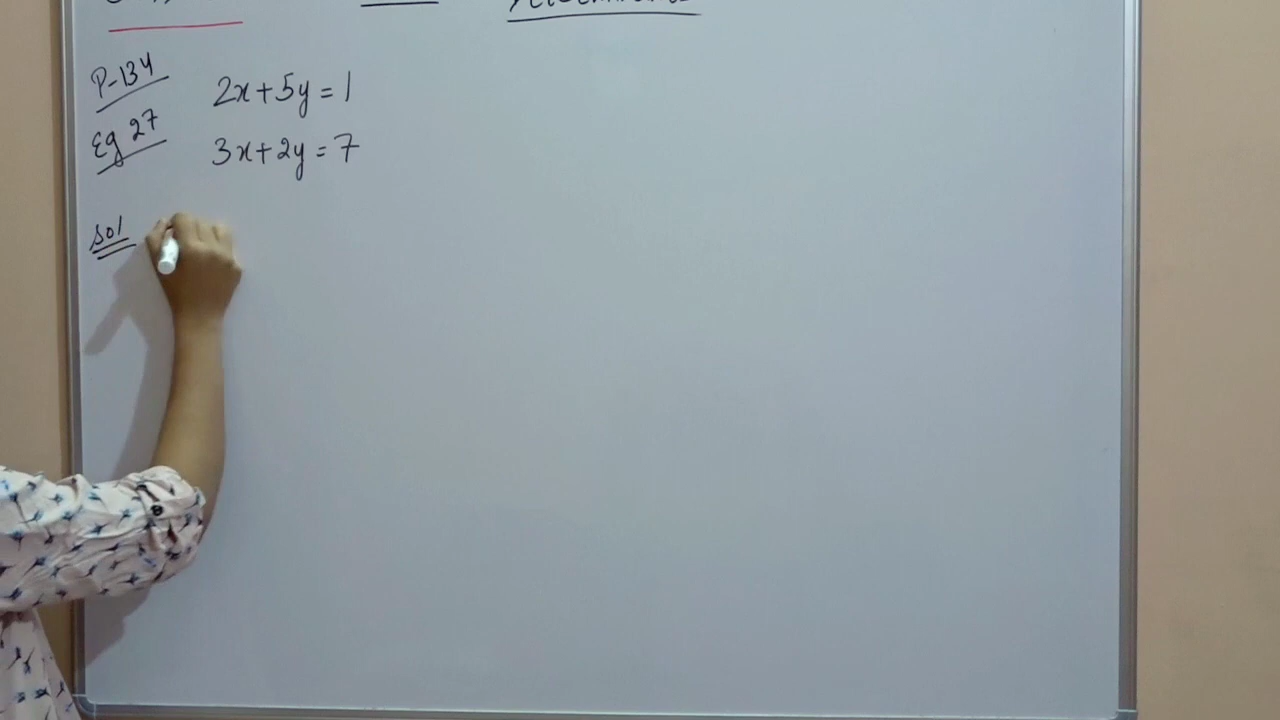 P-134
2x+5y=1
Eg 27
3x+2y=7
Sol